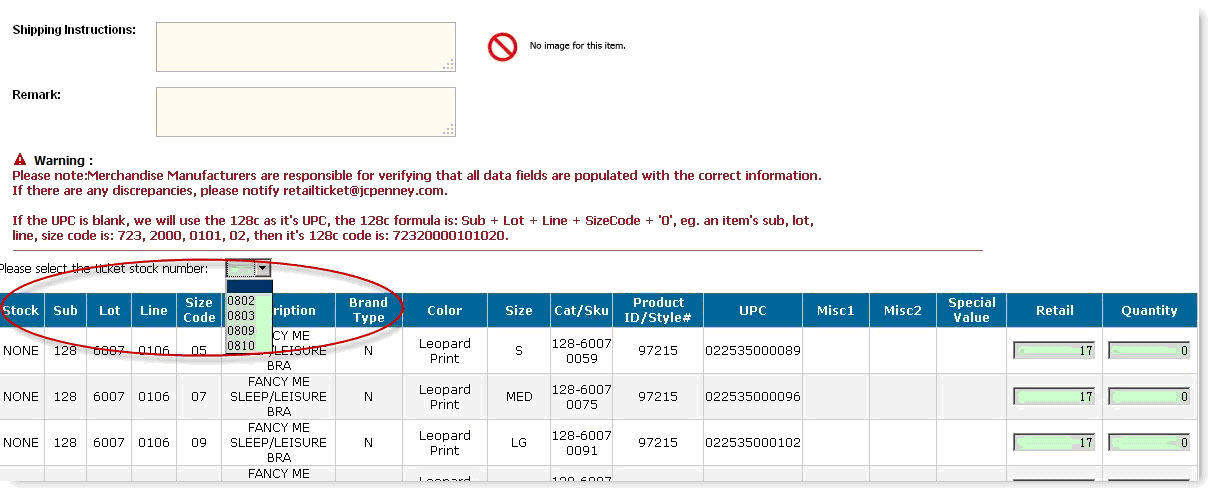 Shipping Instructions:
No image for this item.
Remark:
Warning :
Please note:Merchandise Manufacturers are responsible for verifying that all data fields are populated with the correct information.
If there are any discrepancies, please notify retailticket@jcpenney.com.
If the UPC is blank, we will use the 128c as it's UPC, the 128c formula is: Sub + Lot + Line + SizeCode + '0', eg. an item's sub, lot,
line, size code is: 723, 2000, 0101, 02, then it's 128c code is: 72320000101020.
Please select the ticket stock number:
0802
0803
0809
0810
Stock Sub Lot Line Size Code ription Brand Type Color Size Cat/Sku Product ID/Style# UPC Misc1 Misc2 Special Value Retail Quantity
NONE 128 6007 0106 05 CY ME P/LEISURE BRA N Leopard Print S 128-6007 0059 97215 022535000089 17 0
NONE 128 6007 0106 07 FANCY ME SLEEP/LEISURE BRA N Leopard Print MED 128-6007 0075 97215 022535000096 17 0
NONE 128 6007 0106 09 FANCY ME SLEEP/LEISURE BRA N Leopard Print LG 128-6007 0091 97215 022535000102 17 0
FANCY ME